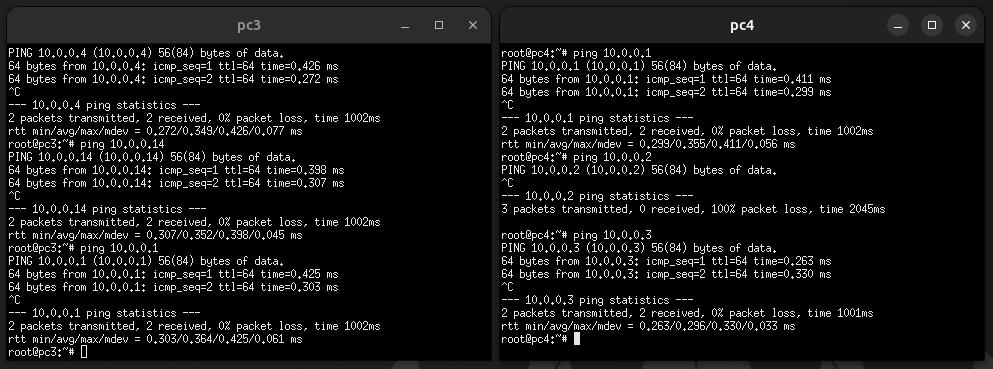 pc3
PING 10.0.0.4 (10.0.0.4) 56(84) bytes of data.
64 bytes from 10.0.0.4: icmp_seq=1 ttl=64 time=0.426 ms
64 bytes from 10.0.0.4: icmp_seq=2 ttl=64 time=0.272 ms
^C
--- 10.0.0.4 ping statistics ---
2 packets transmitted, 2 received, 0% packet loss, time 1002ms
rtt min/avg/max/mdev = 0.272/0.349/0.426/0.077 ms
root@pc3:~# ping 10.0.0.14
PING 10.0.0.14 (10.0.0.14) 56(84) bytes of data.
64 bytes from 10.0.0.14: icmp_seq=1 ttl=64 time=0.398 ms
64 bytes from 10.0.0.14: icmp_seq=2 ttl=64 time=0.307 ms
^C
--- 10.0.0.14 ping statistics ---
2 packets transmitted, 2 received, 0% packet loss, time 1002ms
rtt min/avg/max/mdev = 0.307/0.352/0.398/0.045 ms
root@pc3:~# ping 10.0.0.1
PING 10.0.0.1 (10.0.0.1) 56(84) bytes of data.
64 bytes from 10.0.0.1: icmp_seq=1 ttl=64 time=0.425 ms
64 bytes from 10.0.0.1: icmp_seq=2 ttl=64 time=0.303 ms
^C
--- 10.0.0.1 ping statistics ---
2 packets transmitted, 2 received, 0% packet loss, time 1002ms
rtt min/avg/max/mdev = 0.303/0.364/0.425/0.061 ms
root@pc3:~#
pc4
root@pc4:~# ping 10.0.0.1
PING 10.0.0.1 (10.0.0.1) 56(84) bytes of data.
64 bytes from 10.0.0.1: icmp_seq=1 ttl=64 time=0.411 ms
64 bytes from 10.0.0.1: icmp_seq=2 ttl=64 time=0.299 ms
^C
--- 10.0.0.1 ping statistics ---
2 packets transmitted, 2 received, 0% packet loss, time 1002ms
rtt min/avg/max/mdev = 0.299/0.355/0.411/0.056 ms
root@pc4:~# ping 10.0.0.2
PING 10.0.0.2 (10.0.0.2) 56(84) bytes of data.
^C
--- 10.0.0.2 ping statistics ---
3 packets transmitted, 0 received, 100% packet loss, time 2045ms
root@pc4:~# ping 10.0.0.3
PING 10.0.0.3 (10.0.0.3) 56(84) bytes of data.
64 bytes from 10.0.0.3: icmp_seq=1 ttl=64 time=0.263 ms
64 bytes from 10.0.0.3: icmp_seq=2 ttl=64 time=0.330 ms
^C
--- 10.0.0.3 ping statistics ---
2 packets transmitted, 2 received, 0% packet loss, time 1001ms
rtt min/avg/max/mdev = 0.263/0.296/0.330/0.033 ms
root@pc4:~#